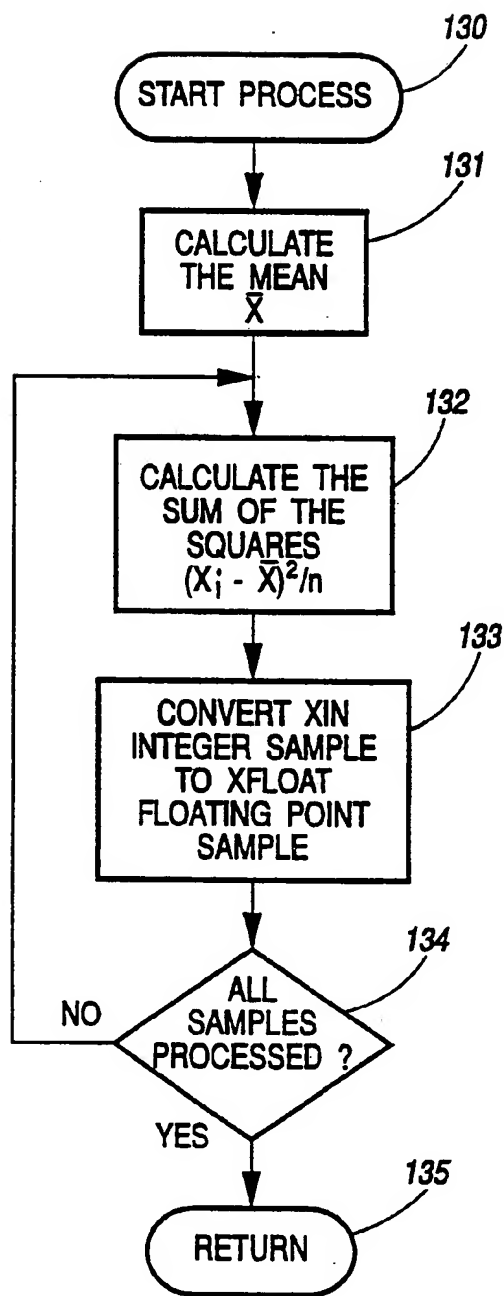 130
START PROCESS
131
CALCULATE
THE MEAN
X̄
132
CALCULATE THE
SUM OF THE
SQUARES
(Xi - X̄)²/n
133
CONVERT XIN
INTEGER SAMPLE
TO XFLOAT
FLOATING POINT
SAMPLE
134
ALL
SAMPLES
PROCESSED ?
NO
YES
135
RETURN